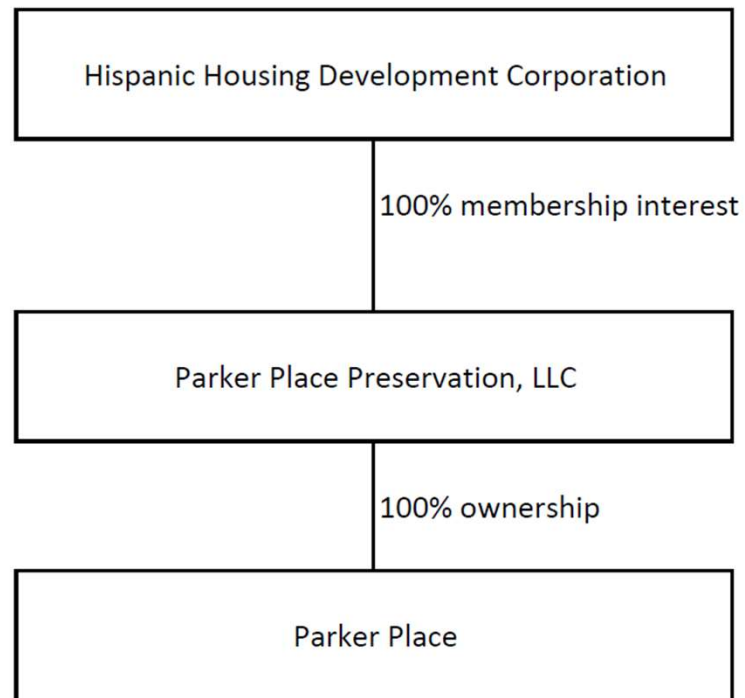 Hispanic Housing Development Corporation
100% membership interest
Parker Place Preservation, LLC
100% ownership
Parker Place